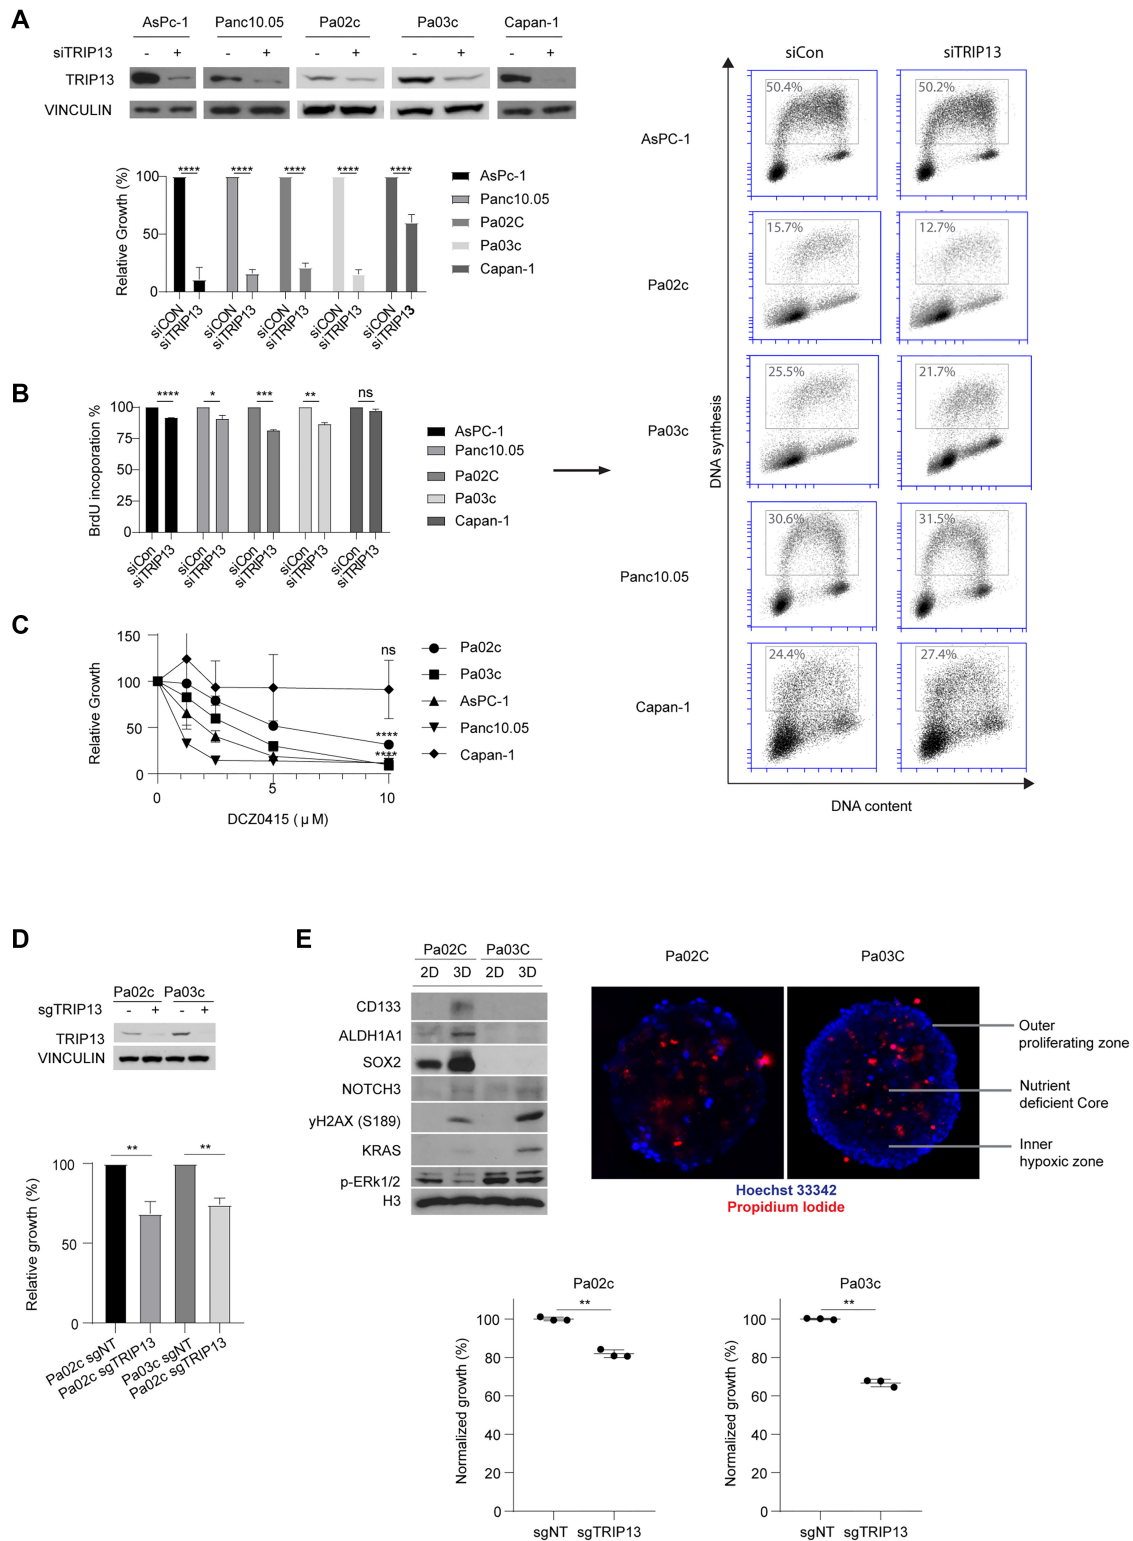 A
AsPc-1 Panc10.05 Pa02c Pa03c Capan-1
siTRIP13 - + - + - + - + - +
TRIP13
VINCULIN
Relative Growth (%)
100
50
0
**** **** **** **** ****
siCON siTRIP13 siCON siTRIP13 siCON siTRIP13 siCON siTRIP13 siCON siTRIP13
AsPc-1
Panc10.05
Pa02C
Pa03c
Capan-1
B
BrdU incoporation %
100
75
50
25
0
**** * *** ** ns
siCon siTRIP13 siCon siTRIP13 siCon siTRIP13 siCon siTRIP13 siCon siTRIP13
AsPC-1
Panc10.05
Pa02C
Pa03c
Capan-1
siCon siTRIP13
AsPC-1 50.4% 50.2%
Pa02c 15.7% 12.7%
Pa03c 25.5% 21.7%
Panc10.05 30.6% 31.5%
Capan-1 24.4% 27.4%
DNA synthesis
DNA content
C
Relative Growth
150
100
50
0
0 5 10
DCZ0415 ( µ M)
ns
****
****
Pa02c
Pa03c
AsPC-1
Panc10.05
Capan-1
D
Pa02c Pa03c
sgTRIP13 - + - +
TRIP13
VINCULIN
Relative growth (%)
100
50
0
** **
Pa02c sgNT
Pa02c sgTRIP13
Pa03c sgNT
Pa02c sgTRIP13
E
Pa02C Pa03C
2D 3D 2D 3D
CD133
ALDH1A1
SOX2
NOTCH3
yH2AX (S189)
KRAS
p-ERk1/2
H3
Pa02C Pa03C
Outer
proliferating zone
Nutrient
deficient Core
Inner
hypoxic zone
Hoechst 33342
Propidium Iodide
Pa02c
Normalized growth (%)
100
80
60
40
20
0
**
sgNT sgTRIP13
Pa03c
Normalized growth (%)
100
80
60
40
20
0
**
sgNT sgTRIP13